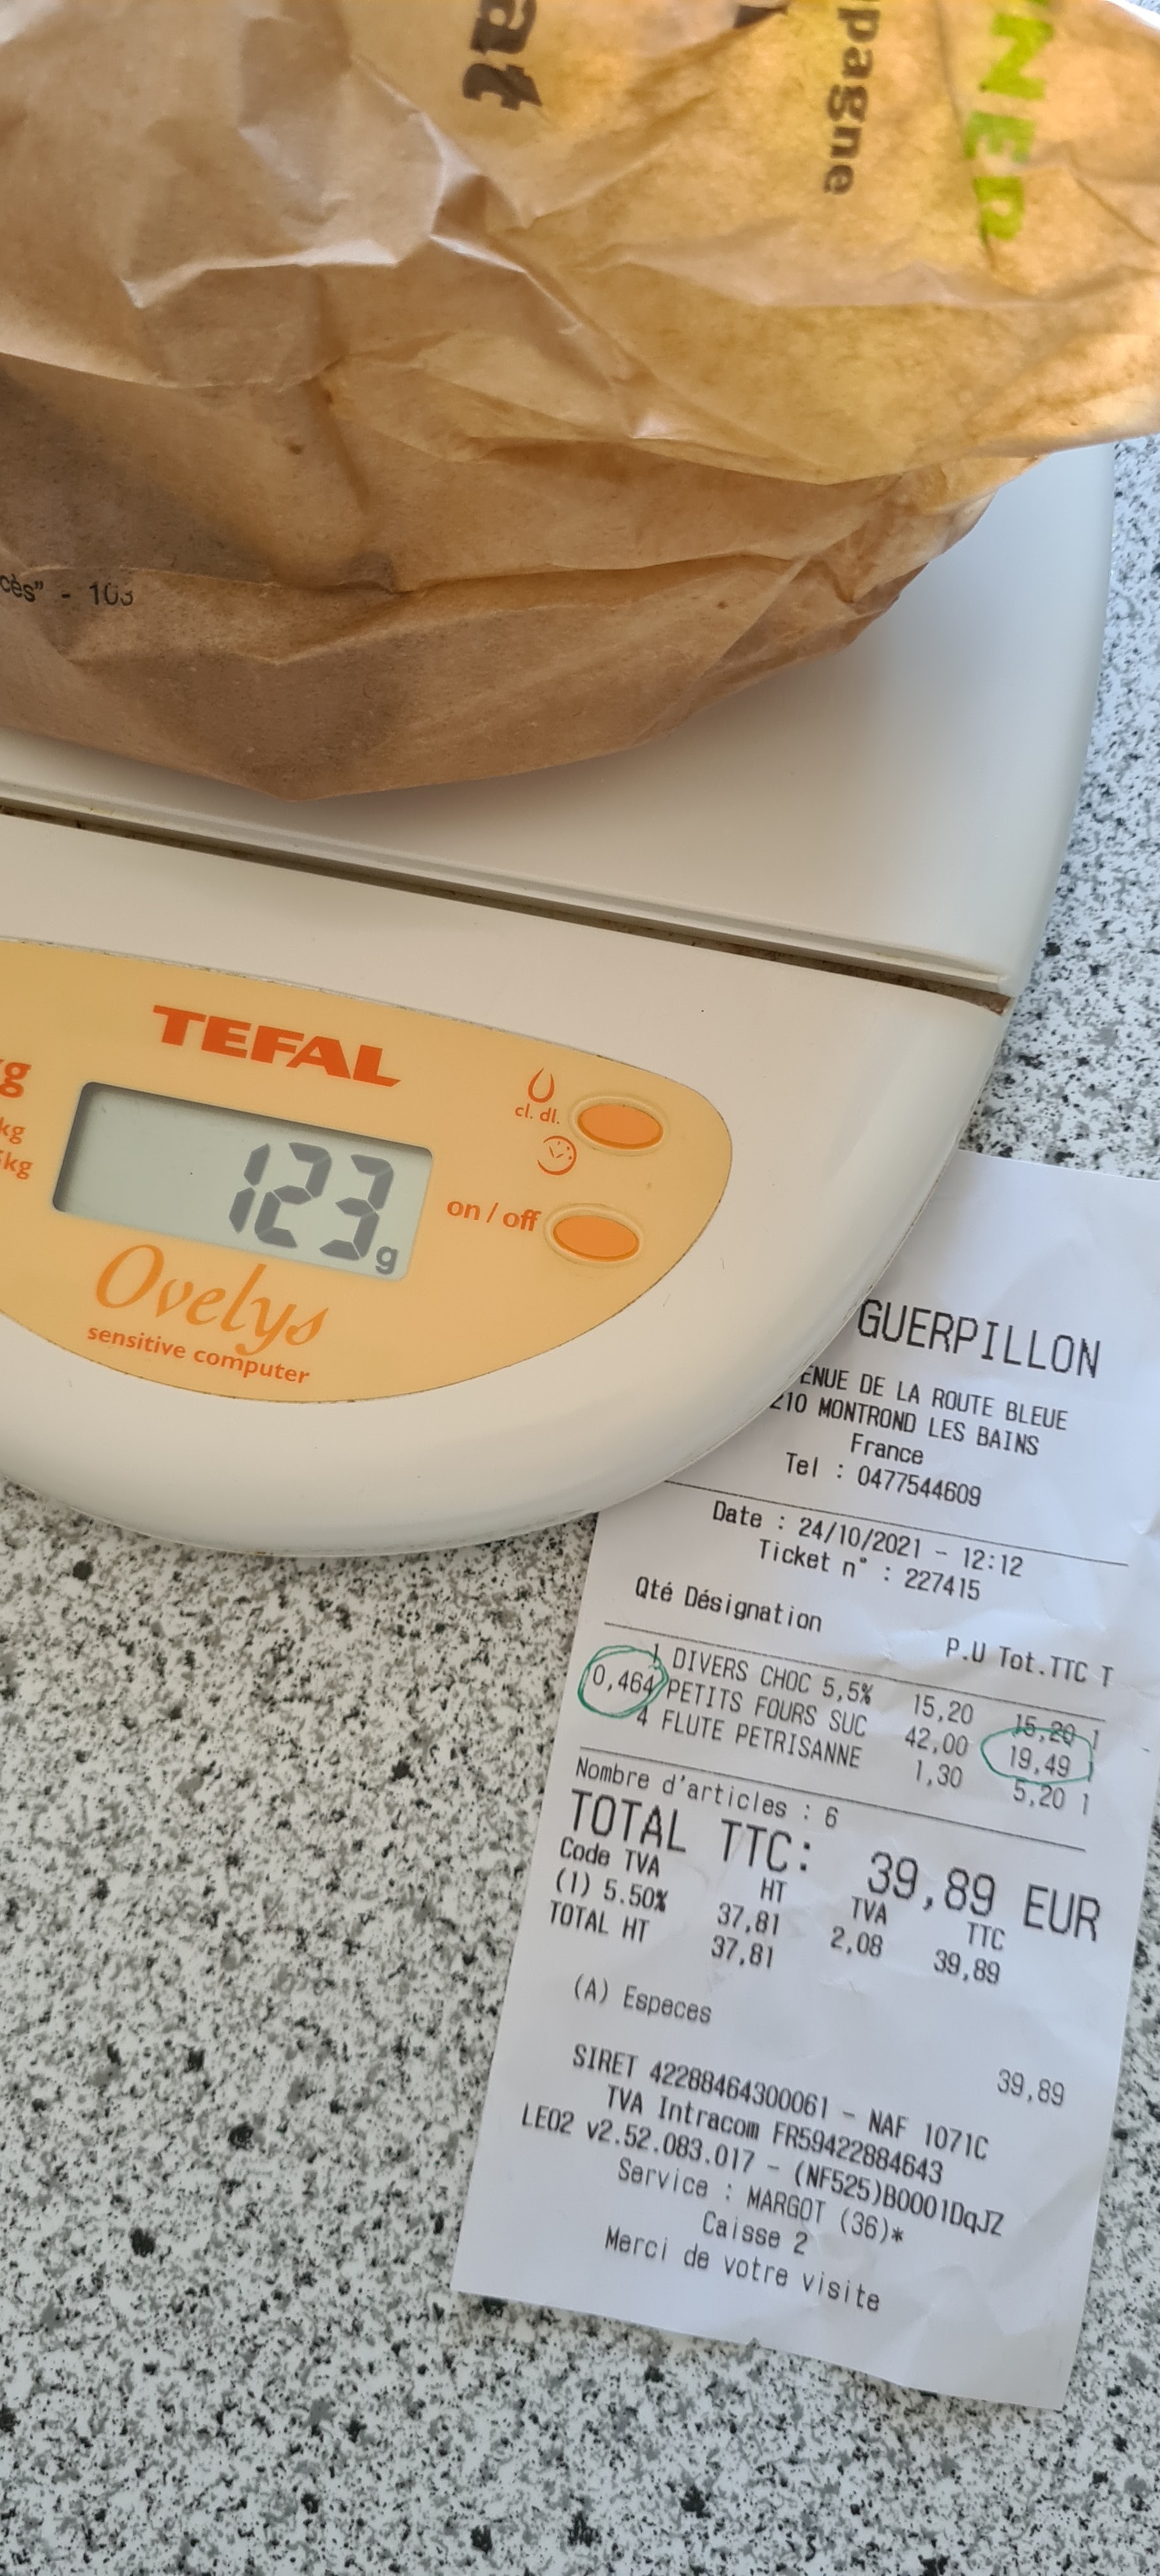 at
pagne
NER
cès" - 103
TEFAL
g
kg
kg
cl. dl.
on / off
123g
Ovelys
sensitive computer
GUERPILLON
ENUE DE LA ROUTE BLEUE
210 MONTROND LES BAINS
France
Tel : 0477544609
Date : 24/10/2021 - 12:12
Ticket n° : 227415
Qté Désignation P.U Tot.TTC T
1 DIVERS CHOC 5,5% 15,20 15,20 1
0,464 PETITS FOURS SUC 42,00 19,49 1
4 FLUTE PETRISANNE 1,30 5,20 1
Nombre d'articles : 6
TOTAL TTC: 39,89 EUR
Code TVA HT TVA TTC
(1) 5.50% 37,81 2,08 39,89
TOTAL HT 37,81
(A) Especes 39,89
SIRET 42288464300061 - NAF 1071C
TVA Intracom FR59422884643
LEO2 v2.52.083.017 - (NF525)B0001DqJZ
Service : MARGOT (36)*
Caisse 2
Merci de votre visite